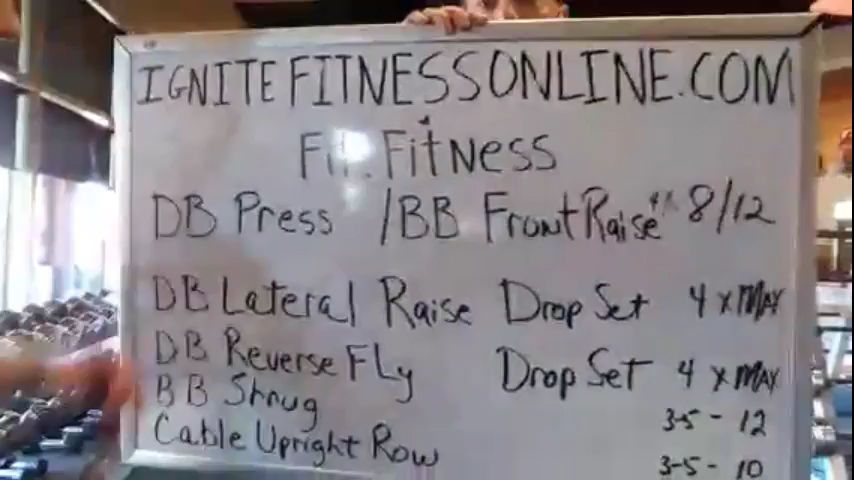 IGNITEFITNESSONLINE.COM
Fitness
DB Press /BB Front Raise 8/12
DB Lateral Raise Drop Set 4 x MAX
DB Reverse Fly Drop Set 4 x MAX
BB Shrug 3-5 - 12
Cable Upright Row 3-5 - 10